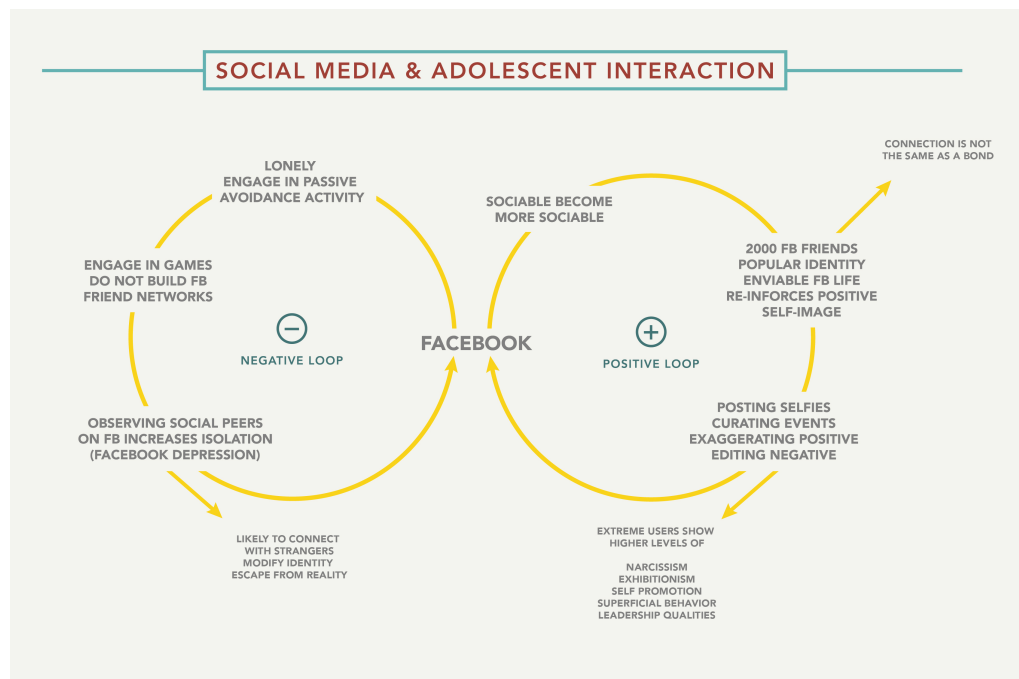 SOCIAL MEDIA & ADOLESCENT INTERACTION
LONELY
ENGAGE IN PASSIVE
AVOIDANCE ACTIVITY
ENGAGE IN GAMES
DO NOT BUILD FB
FRIEND NETWORKS
NEGATIVE LOOP
OBSERVING SOCIAL PEERS
ON FB INCREASES ISOLATION
(FACEBOOK DEPRESSION)
LIKELY TO CONNECT
WITH STRANGERS
MODIFY IDENTITY
ESCAPE FROM REALITY
FACEBOOK
SOCIABLE BECOME
MORE SOCIABLE
CONNECTION IS NOT
THE SAME AS A BOND
2000 FB FRIENDS
POPULAR IDENTITY
ENVIABLE FB LIFE
RE-INFORCES POSITIVE
SELF-IMAGE
POSITIVE LOOP
POSTING SELFIES
CURATING EVENTS
EXAGGERATING POSITIVE
EDITING NEGATIVE
EXTREME USERS SHOW
HIGHER LEVELS OF
NARCISSISM
EXHIBITIONISM
SELF PROMOTION
SUPERFICIAL BEHAVIOR
LEADERSHIP QUALITIES